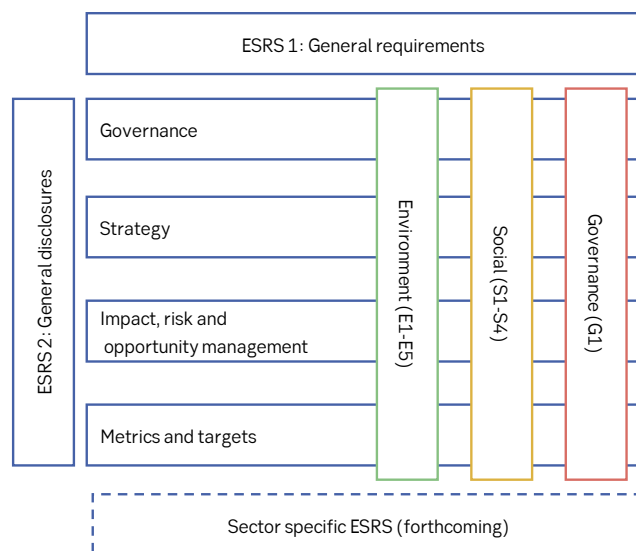 ESRS 1: General requirements
ESRS 2: General disclosures
Governance
Strategy
Impact, risk and
opportunity management
Metrics and targets
Environment (E1-E5)
Social (S1-S4)
Governance (G1)
Sector specific ESRS (forthcoming)